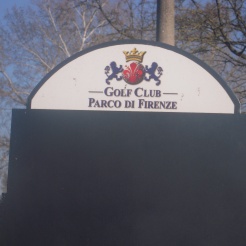 GOLF CLUB
PARCO DI FIRENZE